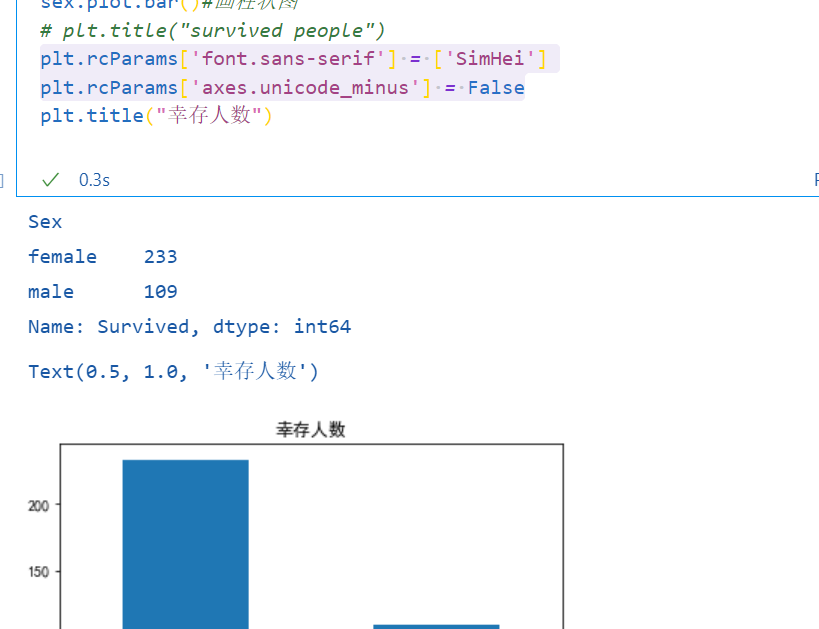 sex.plot.bar()#画柱状图
# plt.title("survived people")
plt.rcParams['font.sans-serif'] = ['SimHei']
plt.rcParams['axes.unicode_minus'] = False
plt.title("幸存人数")
0.3s
Sex
female 233
male 109
Name: Survived, dtype: int64
Text(0.5, 1.0, '幸存人数')
幸存人数
200
150